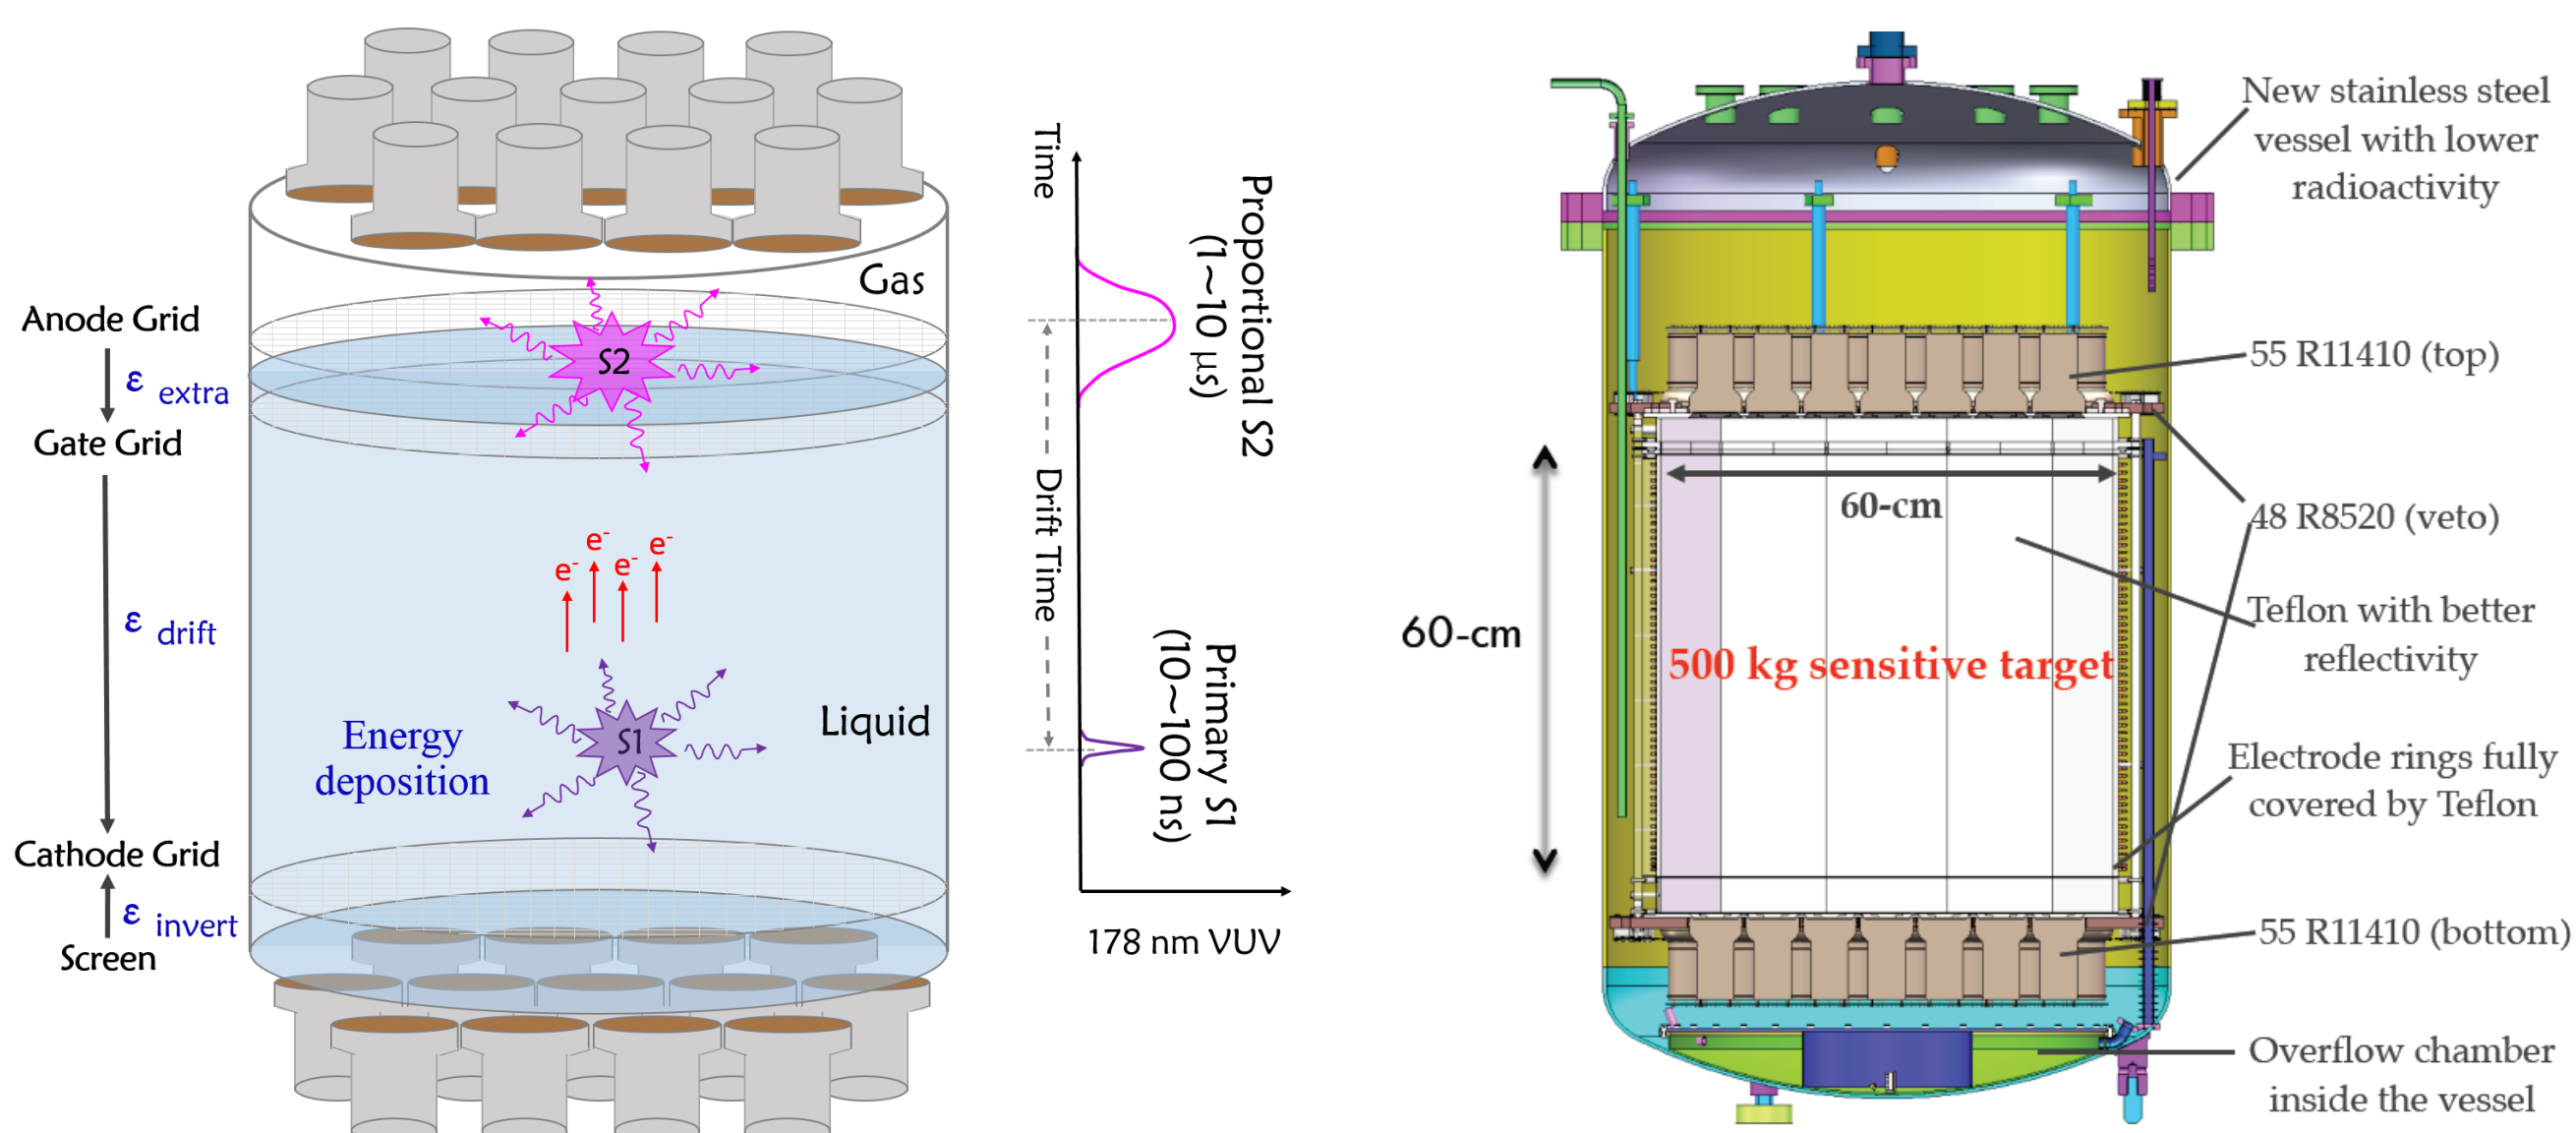 Anode Grid
ε extra
Gate Grid
ε drift
Cathode Grid
ε invert
Screen
Gas
S2
e⁻ e⁻ e⁻ e⁻
S1
Energy
deposition
Liquid
Time
Proportional S2
(1~10 μs)
Drift Time
Primary S1
(10~100 ns)
178 nm VUV
60-cm
60-cm
500 kg sensitive target
New stainless steel
vessel with lower
radioactivity
55 R11410 (top)
48 R8520 (veto)
Teflon with better
reflectivity
Electrode rings fully
covered by Teflon
55 R11410 (bottom)
Overflow chamber
inside the vessel